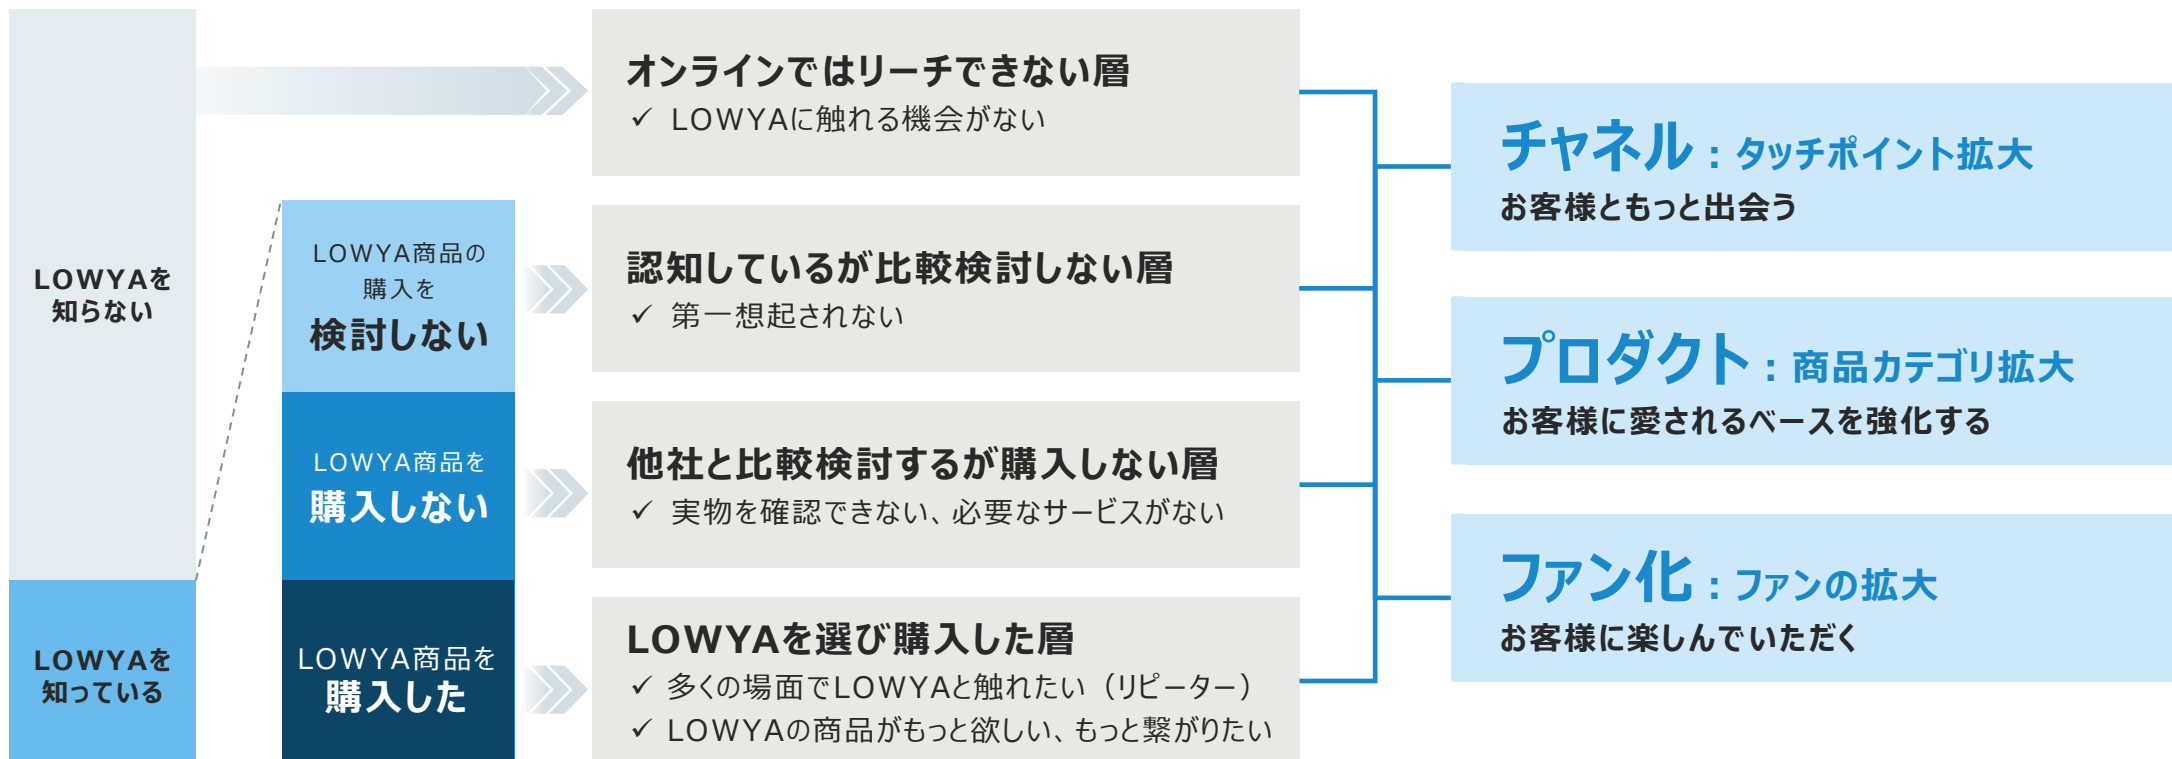 LOWYAを
知らない
LOWYAを
知っている
LOWYA商品の
購入を
検討しない
LOWYA商品を
購入しない
LOWYA商品を
購入した
オンラインではリーチできない層
✓ LOWYAに触れる機会がない
認知しているが比較検討しない層
✓ 第一想起されない
他社と比較検討するが購入しない層
✓ 実物を確認できない、必要なサービスがない
LOWYAを選び購入した層
✓ 多くの場面でLOWYAと触れたい（リピーター）
✓ LOWYAの商品がもっと欲しい、もっと繋がりたい
チャネル：タッチポイント拡大
お客様ともっと出会う
プロダクト：商品カテゴリ拡大
お客様に愛されるベースを強化する
ファン化：ファンの拡大
お客様に楽しんでいただく